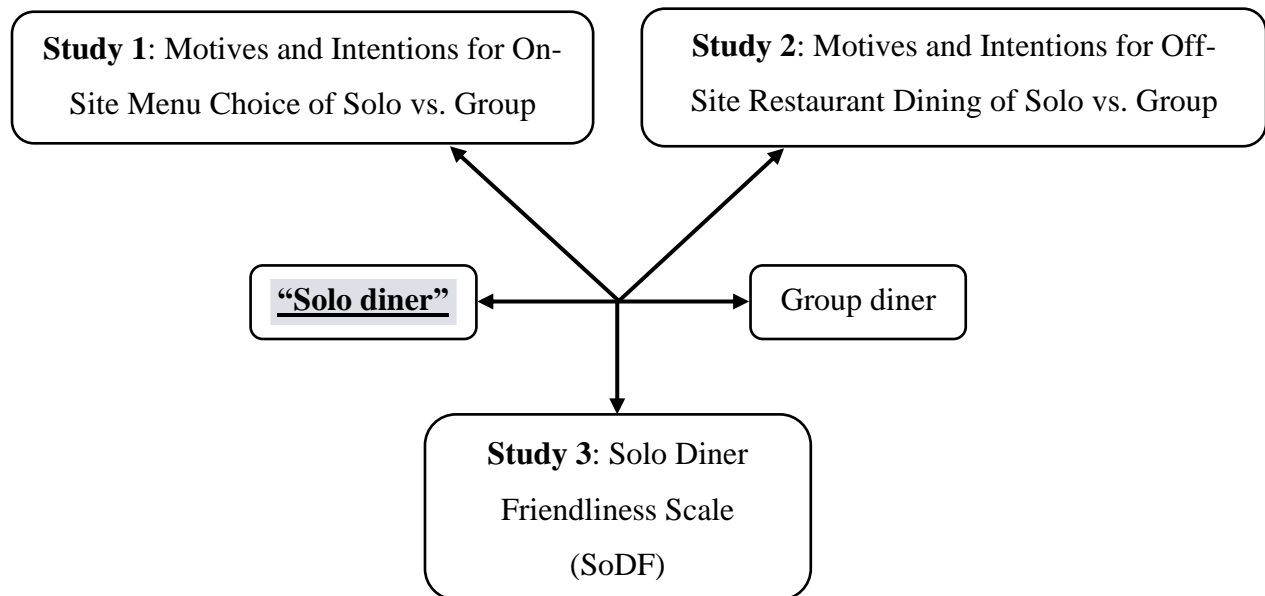 Study 1: Motives and Intentions for On-
Site Menu Choice of Solo vs. Group
Study 2: Motives and Intentions for Off-
Site Restaurant Dining of Solo vs. Group
“Solo diner”
Group diner
Study 3: Solo Diner
Friendliness Scale
(SoDF)